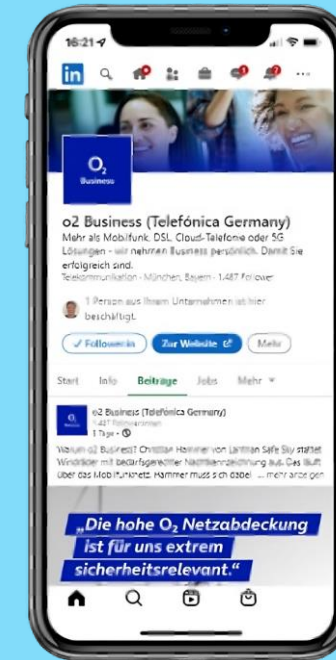 16:21
in
O₂
Business
o2 Business (Telefónica Germany)
Mehr als Mobilfunk, DSL, Cloud-Telefonie oder 5G
Lösungen - wir nehmen Business persönlich. Damit Sie
erfolgreich sind.
Telekommunikation · München, Bayern · 1.487 Follower
1 Person aus Ihrem Unternehmen ist hier
beschäftigt.
✓ Follower:in Zur Website Mehr
Start Info Beiträge Jobs Mehr
O₂
o2 Business (Telefónica Germany)
1 Tage
Warum o2 Business? Christian Hammer von Lanthan Safe Sky stattet
Windräder mit bedarfsgerechter Nachtkennzeichnung aus. Das läuft
über das Mobilfunknetz. Hammer muss sich dabei ... mehr anzeigen
„Die hohe O₂ Netzabdeckung
ist für uns extrem
sicherheitsrelevant.“